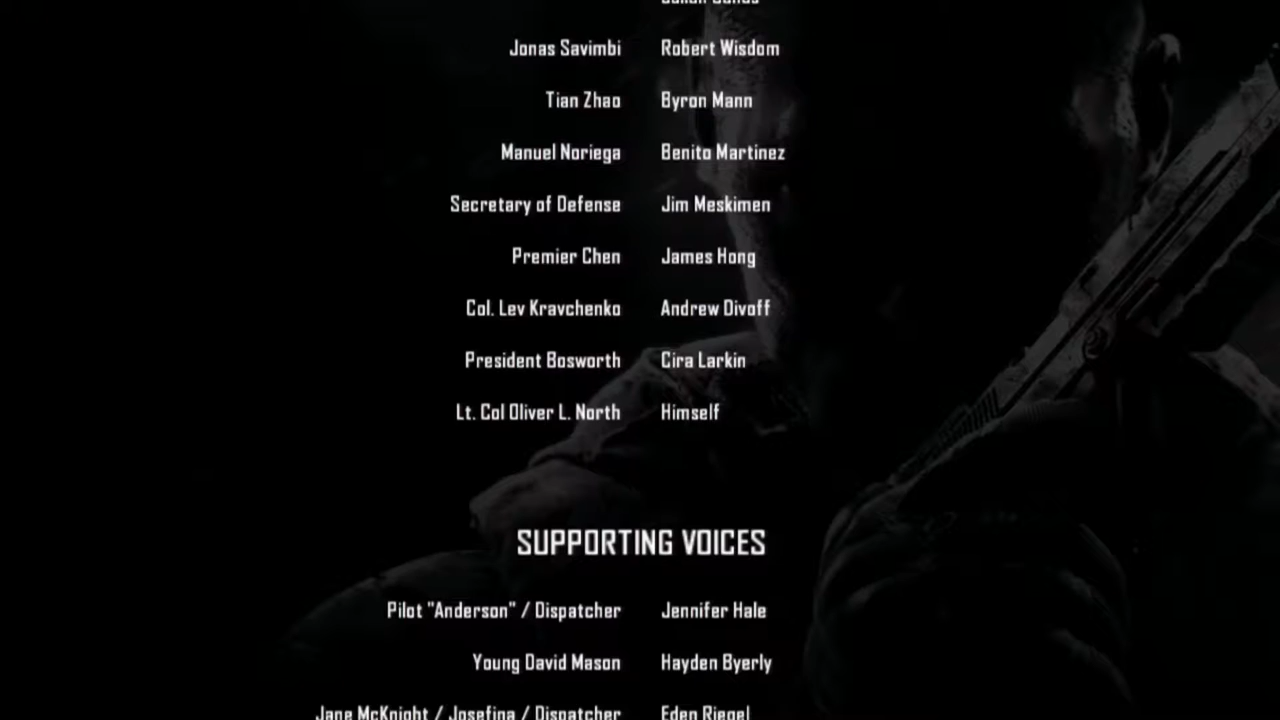 Jonas Savimbi Robert Wisdom
Tian Zhao Byron Mann
Manuel Noriega Benito Martinez
Secretary of Defense Jim Meskimen
Premier Chen James Hong
Col. Lev Kravchenko Andrew Divoff
President Bosworth Cira Larkin
Lt. Col Oliver L. North Himself
SUPPORTING VOICES
Pilot "Anderson" / Dispatcher Jennifer Hale
Young David Mason Hayden Byerly
Jane McKnight / Josefina / Dispatcher Eden Riegel